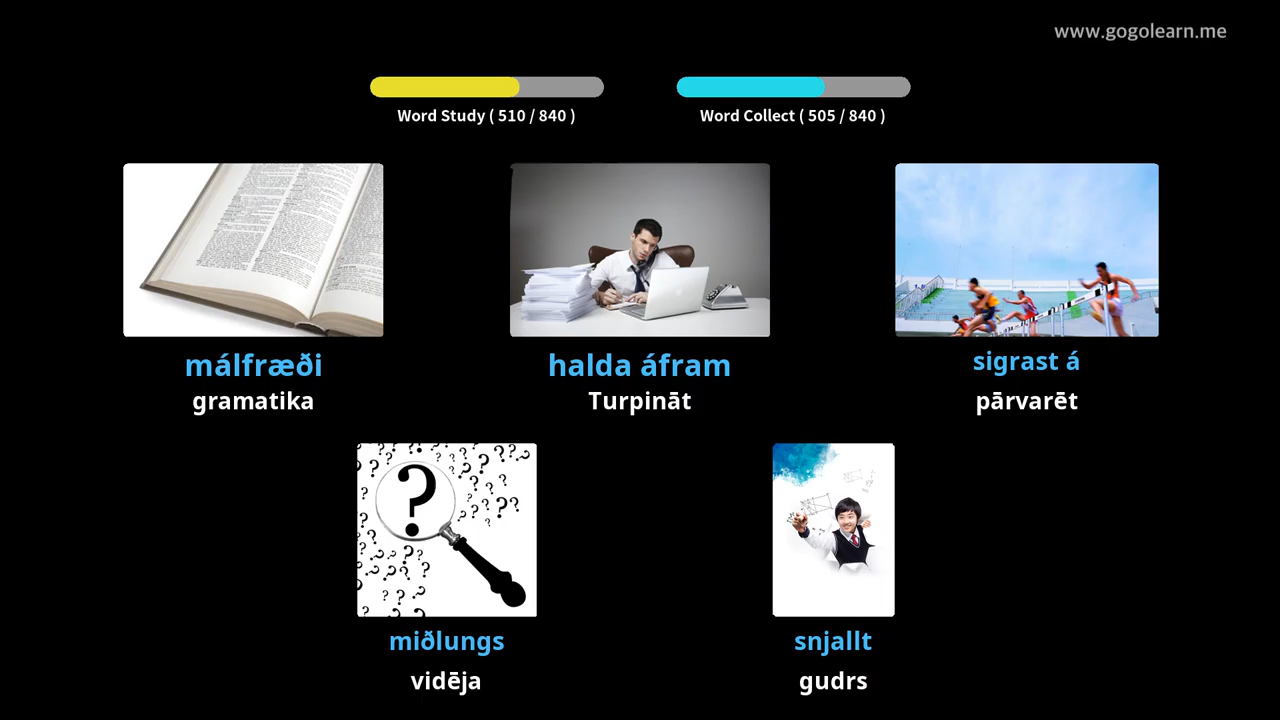 www.gogolearn.me
Word Study ( 510 / 840 )
Word Collect ( 505 / 840 )
málfræði
gramatika
halda áfram
Turpināt
sigrast á
pārvarēt
miðlungs
vidēja
snjallt
gudrs